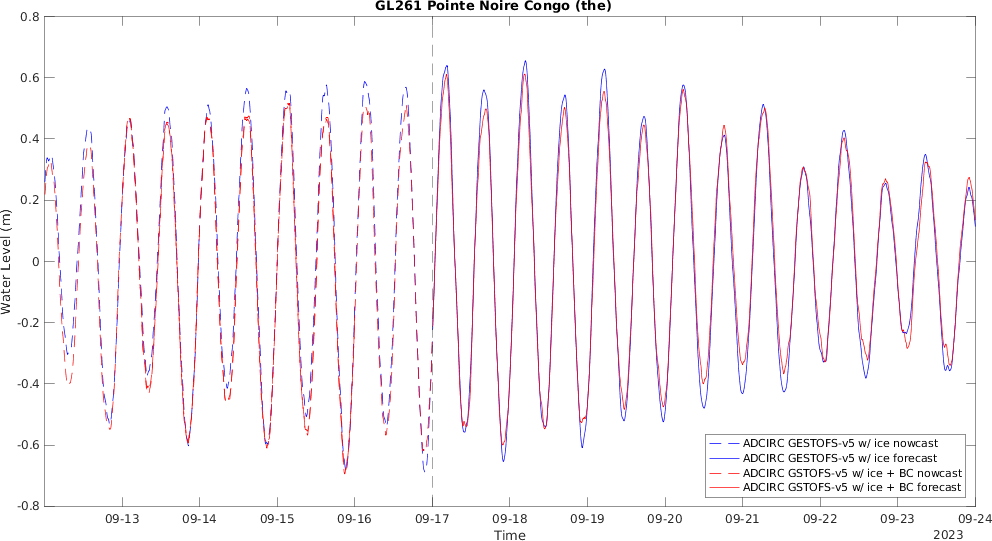 GL261 Pointe Noire Congo (the)
0.8
0.6
0.4
0.2
0
-0.2
-0.4
-0.6
-0.8
Water Level (m)
ADCIRC GESTOFS-v5 w/ ice nowcast
ADCIRC GESTOFS-v5 w/ ice forecast
ADCIRC GSTOFS-v5 w/ ice + BC nowcast
ADCIRC GSTOFS-v5 w/ ice + BC forecast
09-13 09-14 09-15 09-16 09-17 09-18 09-19 09-20 09-21 09-22 09-23 09-24
Time
2023